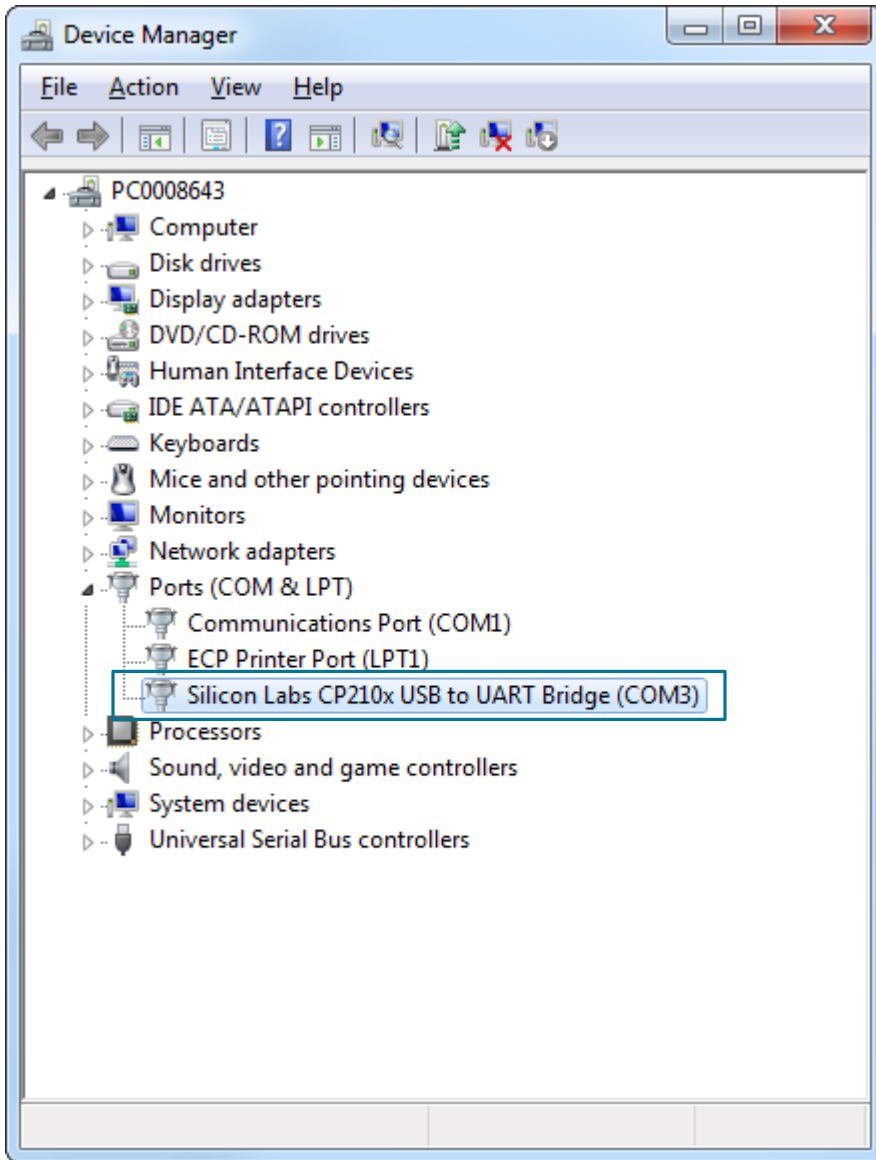 Device Manager
File Action View Help
PC0008643
Computer
Disk drives
Display adapters
DVD/CD-ROM drives
Human Interface Devices
IDE ATA/ATAPI controllers
Keyboards
Mice and other pointing devices
Monitors
Network adapters
Ports (COM & LPT)
Communications Port (COM1)
ECP Printer Port (LPT1)
Silicon Labs CP210x USB to UART Bridge (COM3)
Processors
Sound, video and game controllers
System devices
Universal Serial Bus controllers